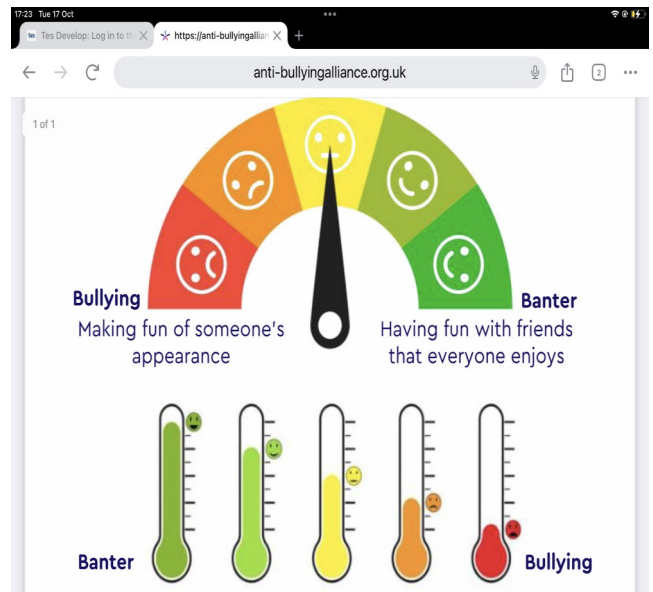 17:23 Tue 17 Oct
tes Tes Develop: Log in to th
https://anti-bullyingallian
anti-bullyingalliance.org.uk
2
1 of 1
Bullying
Making fun of someone's
appearance
Banter
Having fun with friends
that everyone enjoys
Banter
Bullying